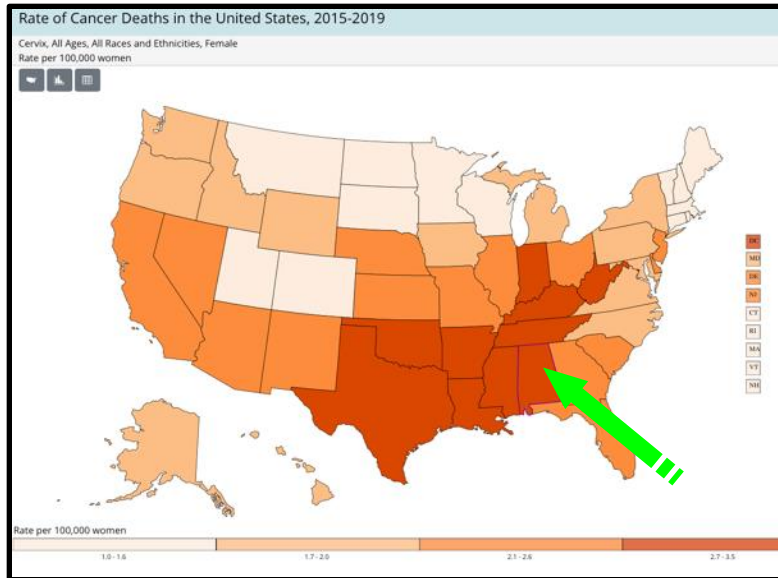 Rate of Cancer Deaths in the United States, 2015-2019
Cervix, All Ages, All Races and Ethnicities, Female
Rate per 100,000 women
DC
MD
DE
NJ
CT
RI
MA
VT
NH
Rate per 100,000 women
1.0 - 1.6 1.7 - 2.0 2.1 - 2.6 2.7 - 3.5